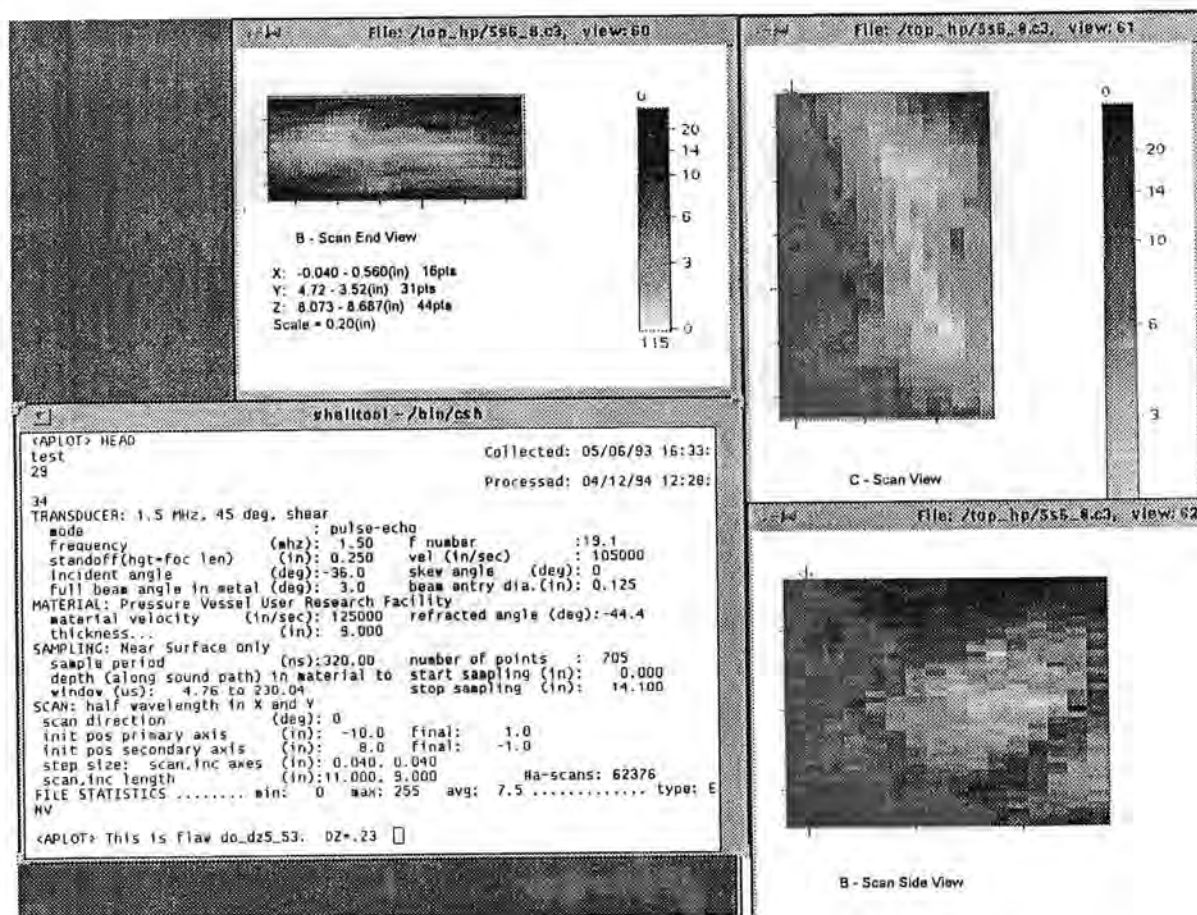 File: /top_hp/5s6_8.c3, view:60
0
20
14
10
6
3
0
115
B - Scan End View
X: -0.040 - 0.560(in) 16pts
Y: 4.72 - 3.52(in) 31pts
Z: 8.073 - 8.687(in) 44pts
Scale = 0.20(in)
File: /top_hp/5s6_8.c3, view:61
0
20
14
10
6
3
C - Scan View
shelltool - /bin/csh
<APLOT> HEAD
test Collected: 05/06/93 16:33:
29
Processed: 04/12/94 12:28:
34
TRANSDUCER: 1.5 MHz, 45 deg, shear
mode : pulse-echo
frequency (mhz): 1.50 f number :19.1
standoff(hgt+foc len) (in): 0.250 vel (in/sec) : 105000
incident angle (deg):-36.0 skew angle (deg): 0
full beam angle in metal (deg): 3.0 beam entry dia.(in): 0.125
MATERIAL: Pressure Vessel User Research Facility
material velocity (in/sec): 125000 refracted angle (deg):-44.4
thickness... (in): 9.000
SAMPLING: Near Surface only
sample period (ns):320.00 number of points : 705
depth (along sound path) in material to start sampling (in): 0.000
window (us): 4.76 to 230.04 stop sampling (in): 14.100
SCAN: half wavelength in X and Y
scan direction (deg): 0
init pos primary axis (in): -10.0 final: 1.0
init pos secondary axis (in): 8.0 final: -1.0
step size: scan,inc axes (in): 0.040, 0.040
scan,inc length (in):11.000, 9.000 #a-scans: 62376
FILE STATISTICS ........ min: 0 max: 255 avg: 7.5 ............. type: E
NV
<APLOT> This is flaw do_dz5_53. DZ=.23
File: /top_hp/5s6_8.c3, view:62
B - Scan Side View